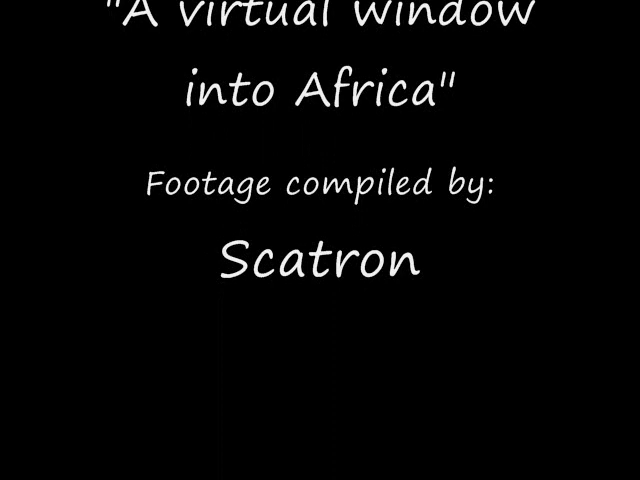 "A virtual window
into Africa"
Footage compiled by:
Scatron